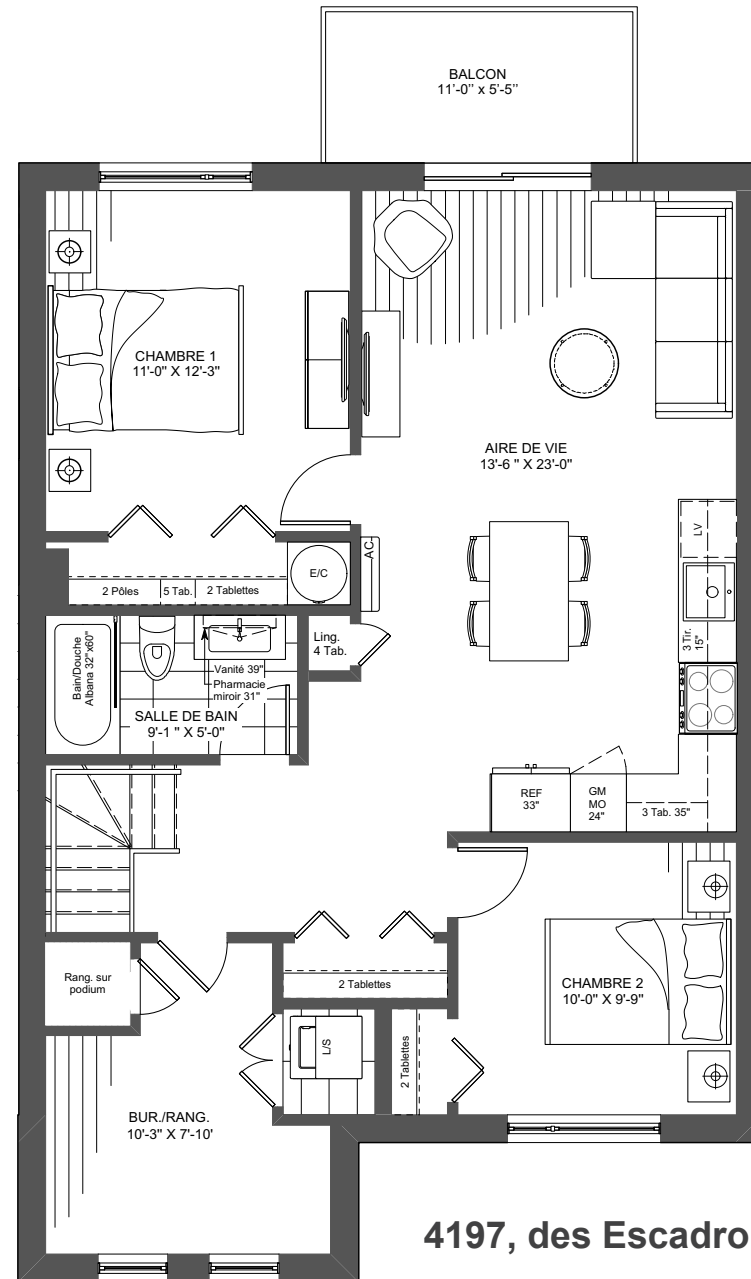 BALCON
11'-0'' x 5'-5''
CHAMBRE 1
11'-0" X 12'-3"
AIRE DE VIE
13'-6 " X 23'-0"
LV
AC
E/C
2 Pôles
5 Tab.
2 Tablettes
3 Tir.
15"
Ling.
4 Tab.
Bain/Douche
Albana 32"x60"
Vanité 39"
Pharmacie
miroir 31"
SALLE DE BAIN
9'-1 " X 5'-0"
REF
33"
GM
MO
24"
3 Tab. 35"
Rang. sur
podium
2 Tablettes
CHAMBRE 2
10'-0" X 9'-9"
L/S
2 Tablettes
BUR./RANG.
10'-3" X 7'-10'
4197, des Escadro